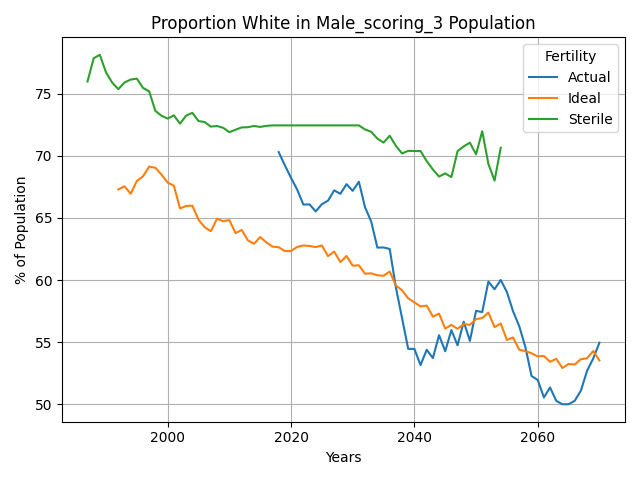 Proportion White in Male_scoring_3 Population
Fertility
Actual
Ideal
Sterile
% of Population
75
70
65
60
55
50
2000
2020
2040
2060
Years